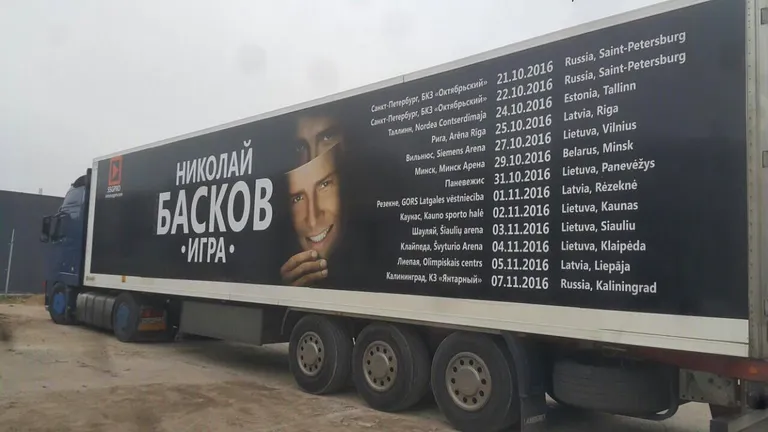 НИКОЛАЙ
БАСКОВ
• ИГРА •
Санкт-Петербург, БКЗ «Октябрьский» 21.10.2016 Russia, Saint-Petersburg
Санкт-Петербург, БКЗ «Октябрьский» 22.10.2016 Russia, Saint-Petersburg
Таллинн, Nordea Contserdimaja 24.10.2016 Estonia, Tallinn
Рига, Arēna Rīga 25.10.2016 Latvia, Riga
Вильнюс, Siemens Arena 27.10.2016 Lietuva, Vilnius
Минск, Минск Арена 29.10.2016 Belarus, Minsk
Паневежис 31.10.2016 Lietuva, Panevėžys
Резекне, GORS Latgales vēstniecība 01.11.2016 Latvia, Rēzeknė
Каунас, Kauno sporto halė 02.11.2016 Lietuva, Kaunas
Шауляй, Šiaulių arena 03.11.2016 Lietuva, Siauliu
Клайпеда, Švyturio Arena 04.11.2016 Lietuva, Klaipėda
Лиепая, Olimpiskais centrs 05.11.2016 Latvia, Liepāja
Калининград, КЗ «Янтарный» 07.11.2016 Russia, Kaliningrad